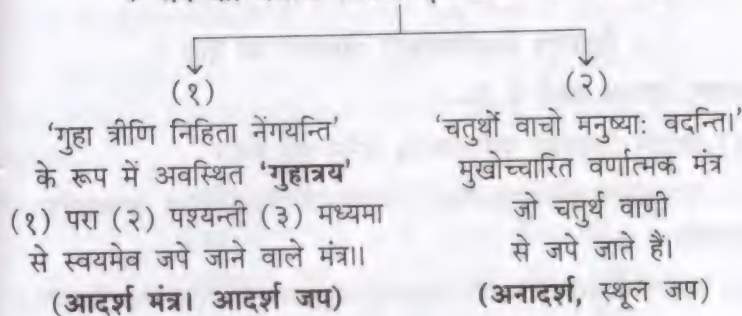 (१)
'गुहा त्रीणि निहिता नेंगयन्ति'
के रूप में अवस्थित 'गुहात्रय'
(१) परा (२) पश्यन्ती (३) मध्यमा
से स्वयमेव जपे जाने वाले मंत्र।।
(आदर्श मंत्र। आदर्श जप)
(२)
'चतुर्थो वाचो मनुष्याः वदन्ति।'
मुखोच्चारित वर्णात्मक मंत्र
जो चतुर्थ वाणी
से जपे जाते हैं।
(अनादर्श, स्थूल जप)